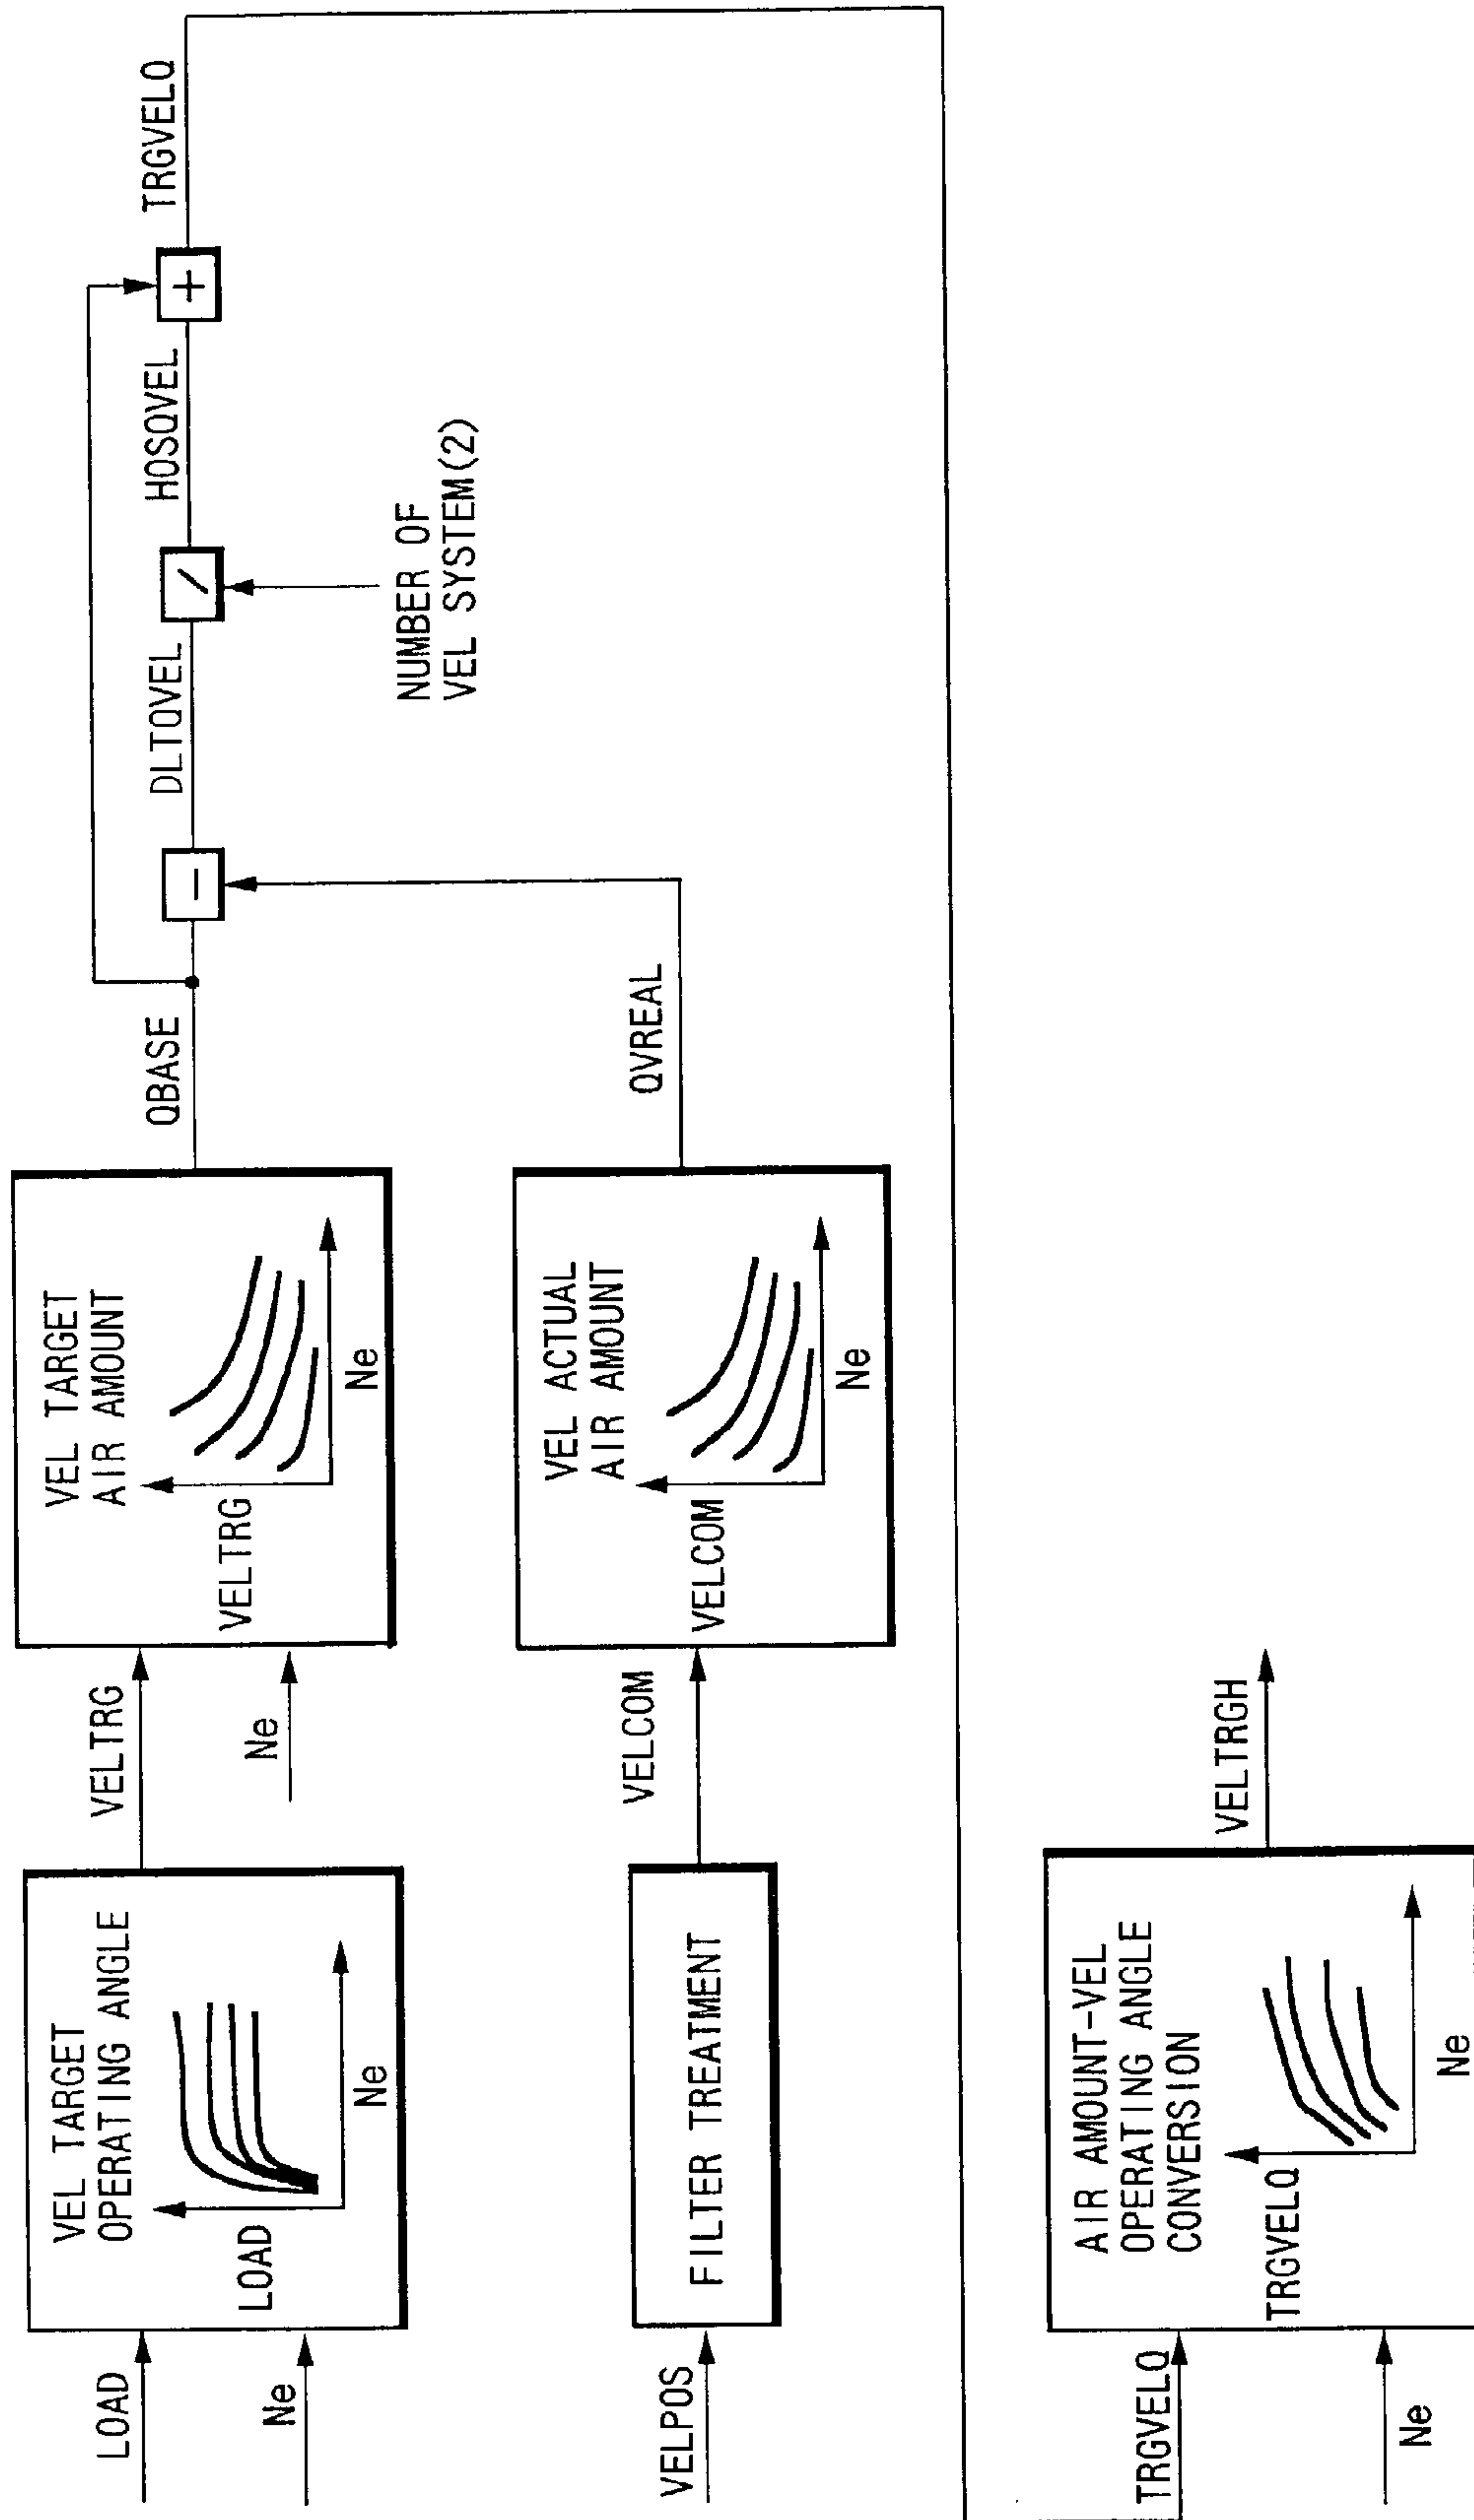 LOAD
Ne
VEL TARGET
OPERATING ANGLE
LOAD
Ne
VELTRG
Ne
VEL TARGET
AIR AMOUNT
VELTRG
Ne
QBASE
−
DLTQVEL
/
NUMBER OF
VEL SYSTEM(2)
HOSQVEL
+
TRGVELQ
VELPOS
FILTER TREATMENT
VELCOM
VEL ACTUAL
AIR AMOUNT
VELCOM
Ne
QVREAL
TRGVELQ
Ne
AIR AMOUNT-VEL
OPERATING ANGLE
CONVERSION
TRGVELQ
Ne
VELTRGH